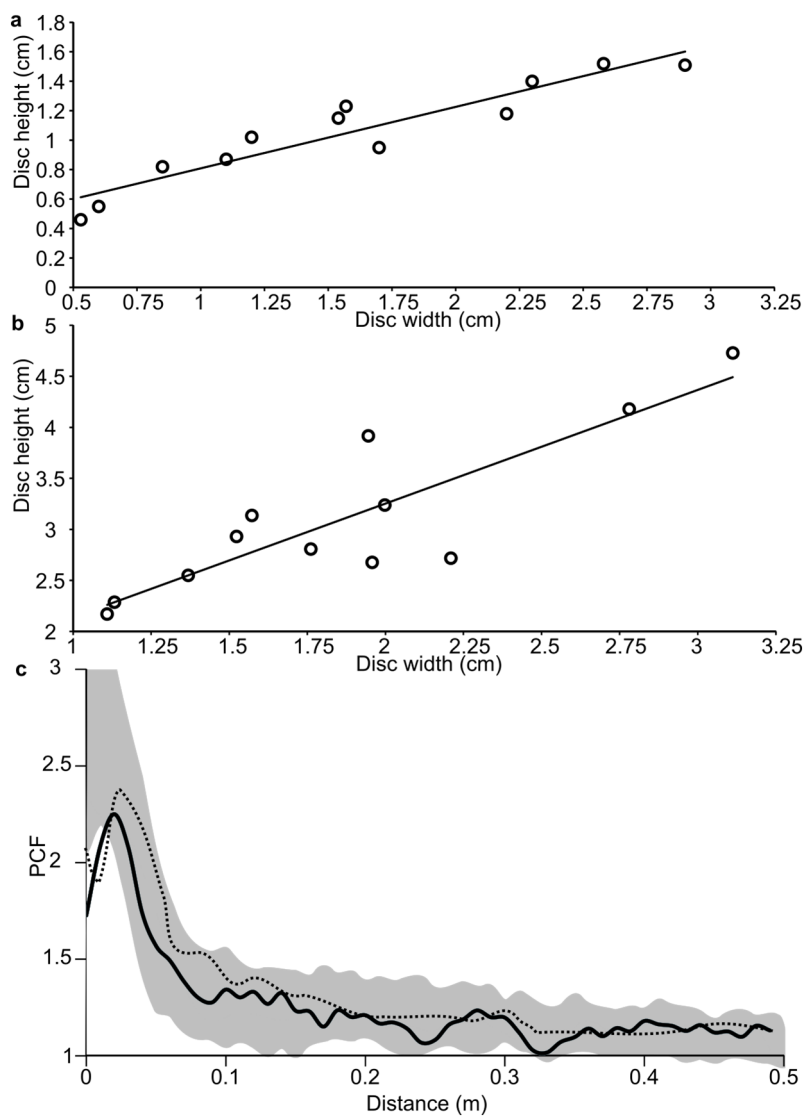 a
Disc height (cm)
1.8
1.6
1.4
1.2
1
0.8
0.6
0.4
0.2
0
0.5 0.75 1 1.25 1.5 1.75 2 2.25 2.5 2.75 3 3.25
Disc width (cm)
b
Disc height (cm)
5
4.5
4
3.5
3
2.5
2
1 1.25 1.5 1.75 2 2.25 2.5 2.75 3 3.25
Disc width (cm)
c
PCF
3
2.5
2
1.5
1
0 0.1 0.2 0.3 0.4 0.5
Distance (m)